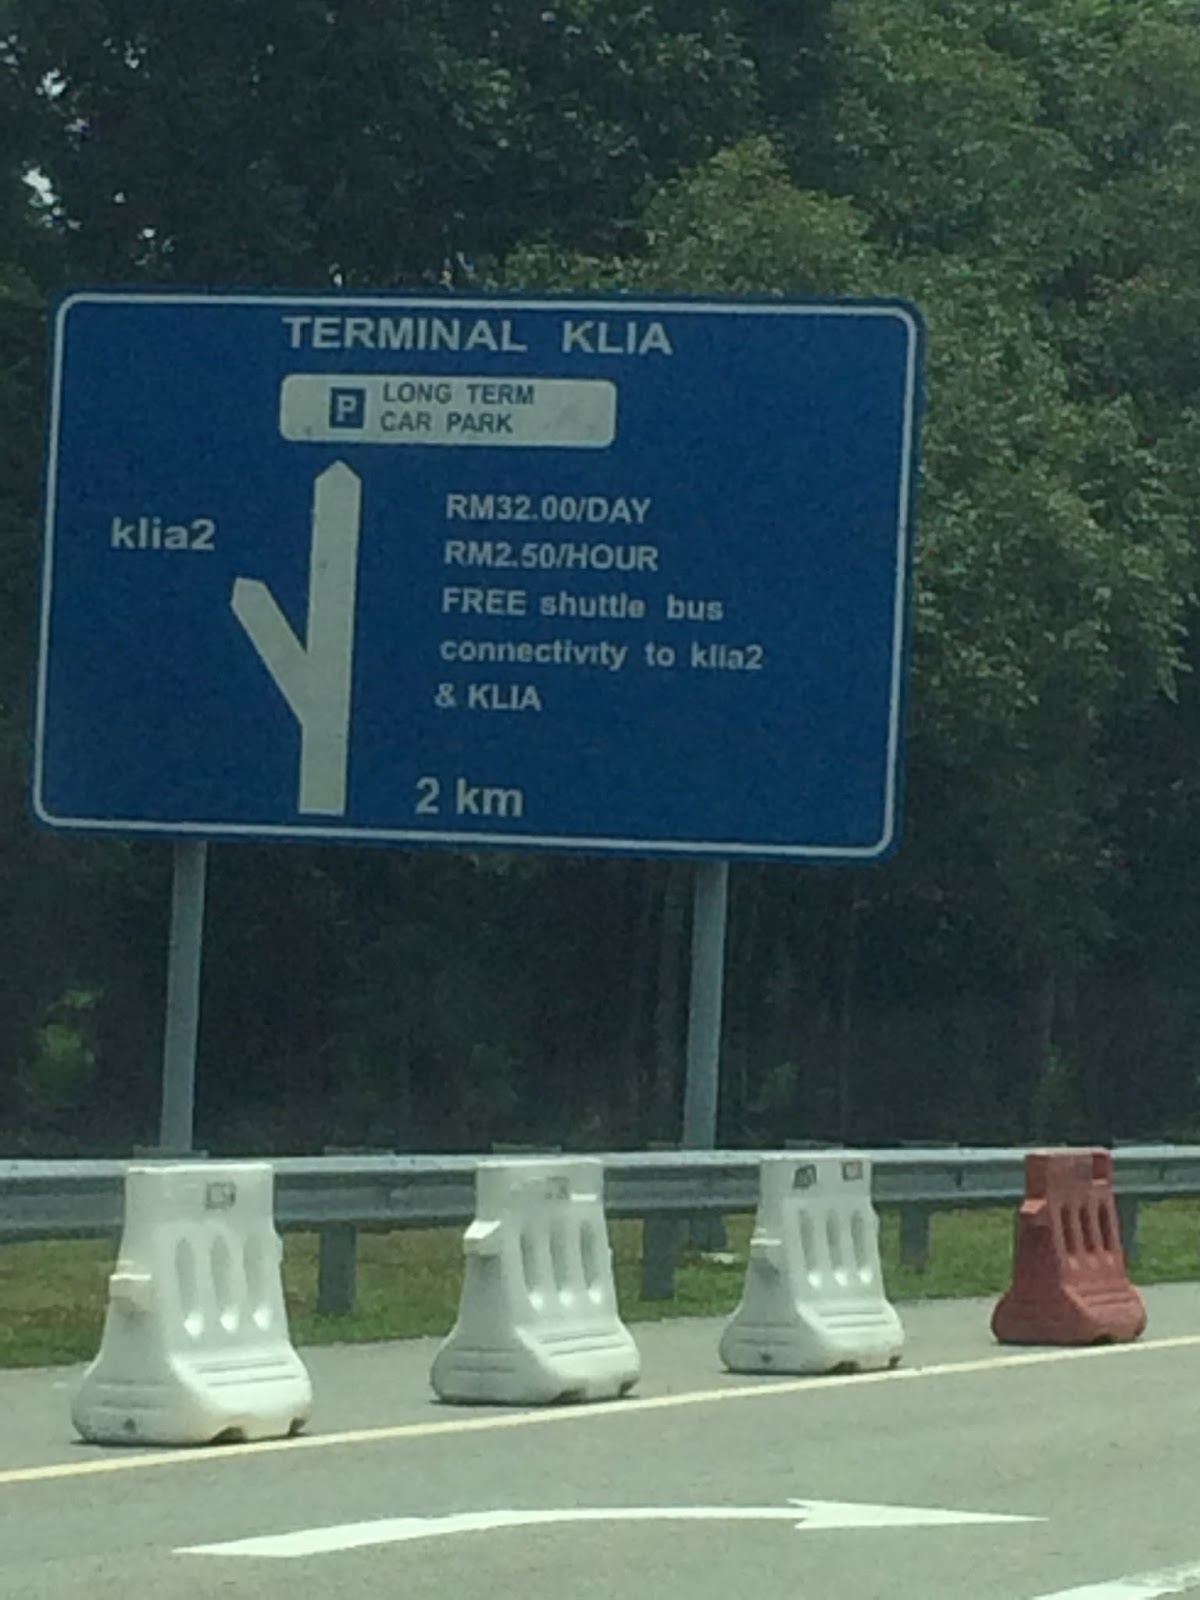 TERMINAL KLIA
P LONG TERM
CAR PARK
klia2
RM32.00/DAY
RM2.50/HOUR
FREE shuttle bus
connectivity to klia2
& KLIA
2 km